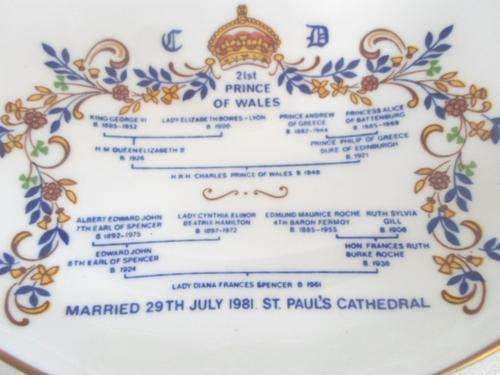 C D
21st
PRINCE
OF WALES
KING GEORGE VI LADY ELIZABETH BOWES-LION PRINCE ANDREW PRINCESS ALICE
B. 1895-1952 B. 1900 OF GREECE OF BATTENBURG
B. 1882-1944 B. 1885-1969
H.M QUEEN ELIZABETH II PRINCE PHILIP OF GREECE
B. 1926 DUKE OF EDINBURGH
B. 1921
H.R.H. CHARLES PRINCE OF WALES B 1948
ALBERT EDWARD JOHN LADY CYNTHIA ELINOR EDMUND MAURICE ROCHE RUTH SYLVIA
7TH EARL OF SPENCER BEATRIX HAMILTON 4TH BARON FERMOY GILL
B. 1892-1975 B. 1897-1972 B. 1885-1955 B. 1908
EDWARD JOHN HON. FRANCES RUTH
8TH EARL OF SPENCER BURKE ROCHE
B. 1924 B. 1936
LADY DIANA FRANCES SPENCER B 1961
MARRIED 29TH JULY 1981. ST. PAUL'S CATHEDRAL